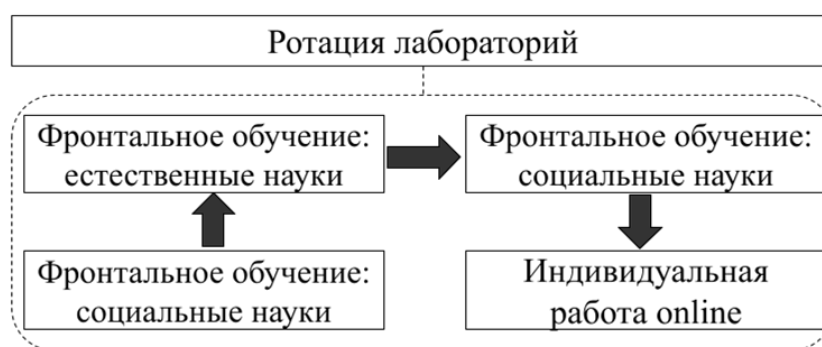 Ротация лабораторий
Фронтальное обучение:
естественные науки
Фронтальное обучение:
социальные науки
Фронтальное обучение:
социальные науки
Индивидуальная
работа online